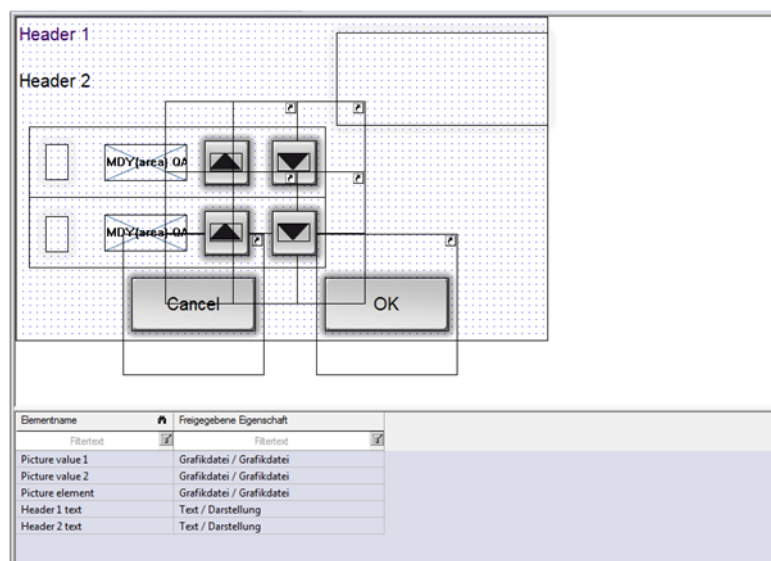 Header 1
Header 2
MDY(area) QA
MDY(area) QA
Cancel
OK
Elementname
Freigegebene Eigenschaft
Filtertext
Filtertext
Picture value 1
Grafikdatei / Grafikdatei
Picture value 2
Grafikdatei / Grafikdatei
Picture element
Grafikdatei / Grafikdatei
Header 1 text
Text / Darstellung
Header 2 text
Text / Darstellung